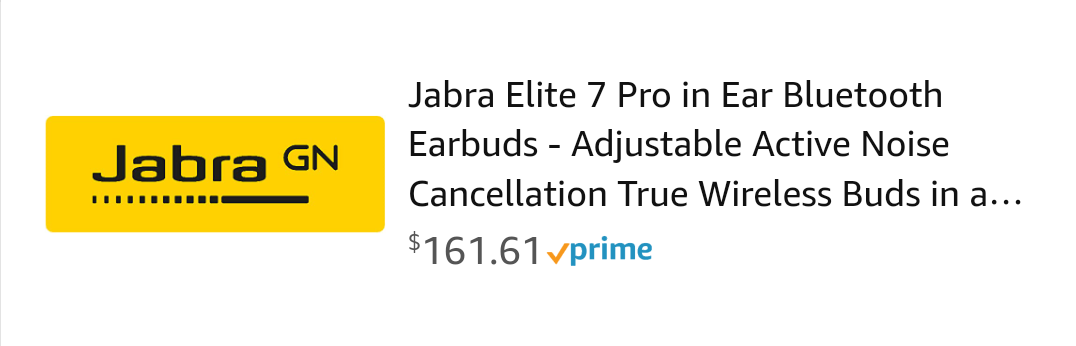 Jabra GN
Jabra Elite 7 Pro in Ear Bluetooth
Earbuds - Adjustable Active Noise
Cancellation True Wireless Buds in a…
$161.61 prime